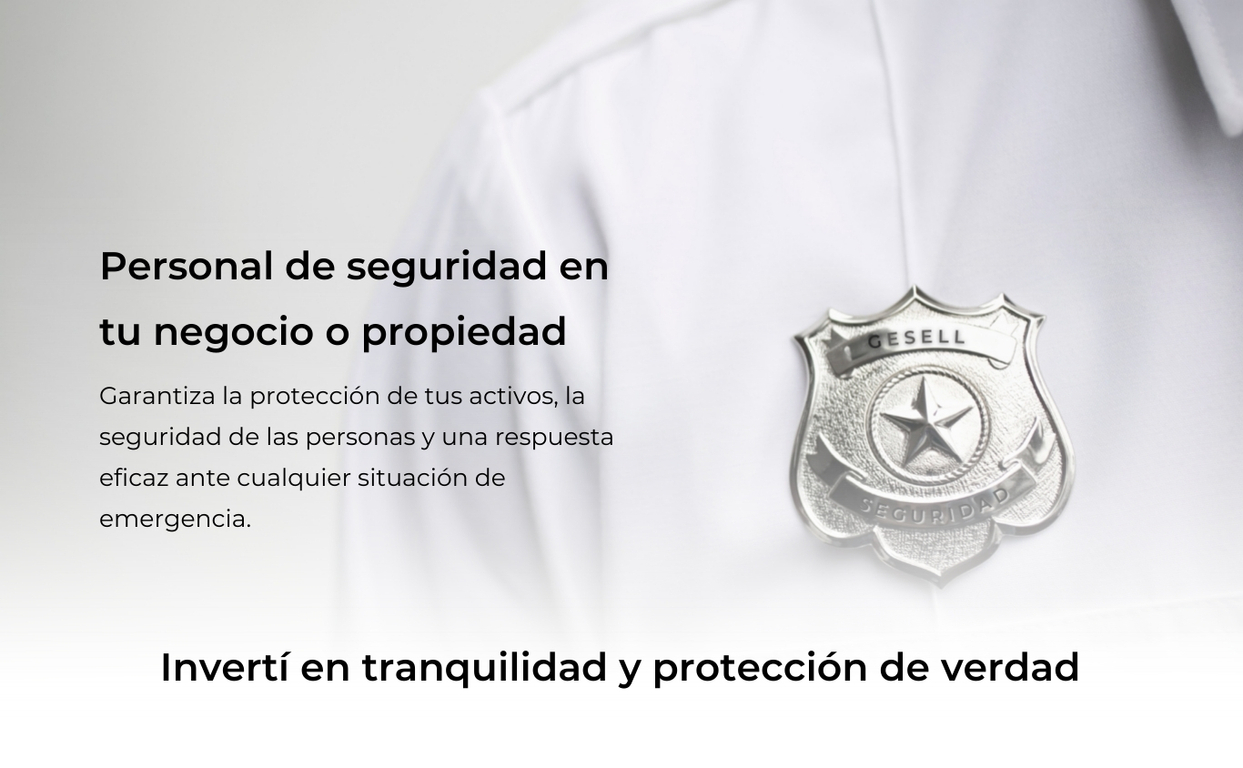 Personal de seguridad en
tu negocio o propiedad
Garantiza la protección de tus activos, la
seguridad de las personas y una respuesta
eficaz ante cualquier situación de
emergencia.
GESELL
SEGURIDAD
Invertí en tranquilidad y protección de verdad